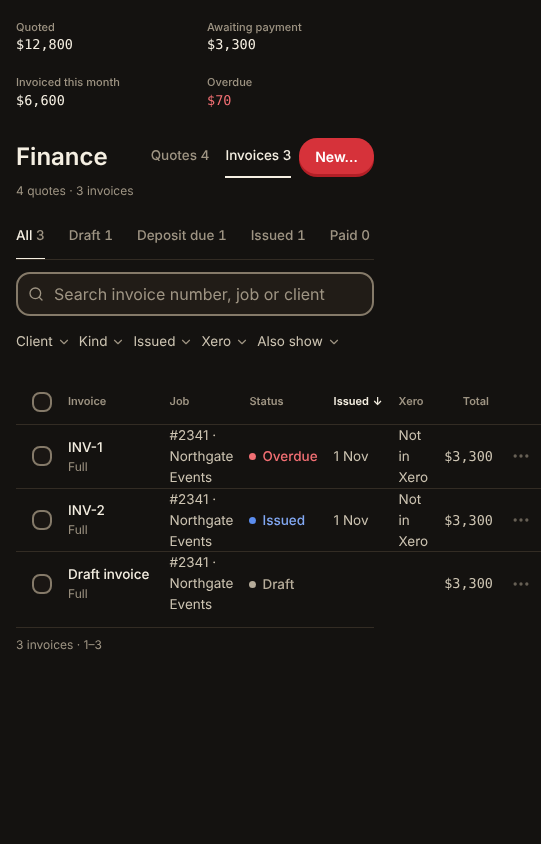 Quoted
$12,800
Awaiting payment
$3,300
Invoiced this month
$6,600
Overdue
$70
Finance
Quotes 4
Invoices 3
New...
4 quotes · 3 invoices
All 3
Draft 1
Deposit due 1
Issued 1
Paid 0
Search invoice number, job or client
Client
Kind
Issued
Xero
Also show
Invoice
Job
Status
Issued ↓
Xero
Total
INV-1
Full
#2341 ·
Northgate
Events
Overdue
1 Nov
Not
in
Xero
$3,300
INV-2
Full
#2341 ·
Northgate
Events
Issued
1 Nov
Not
in
Xero
$3,300
Draft invoice
Full
#2341 ·
Northgate
Events
Draft
$3,300
3 invoices · 1–3